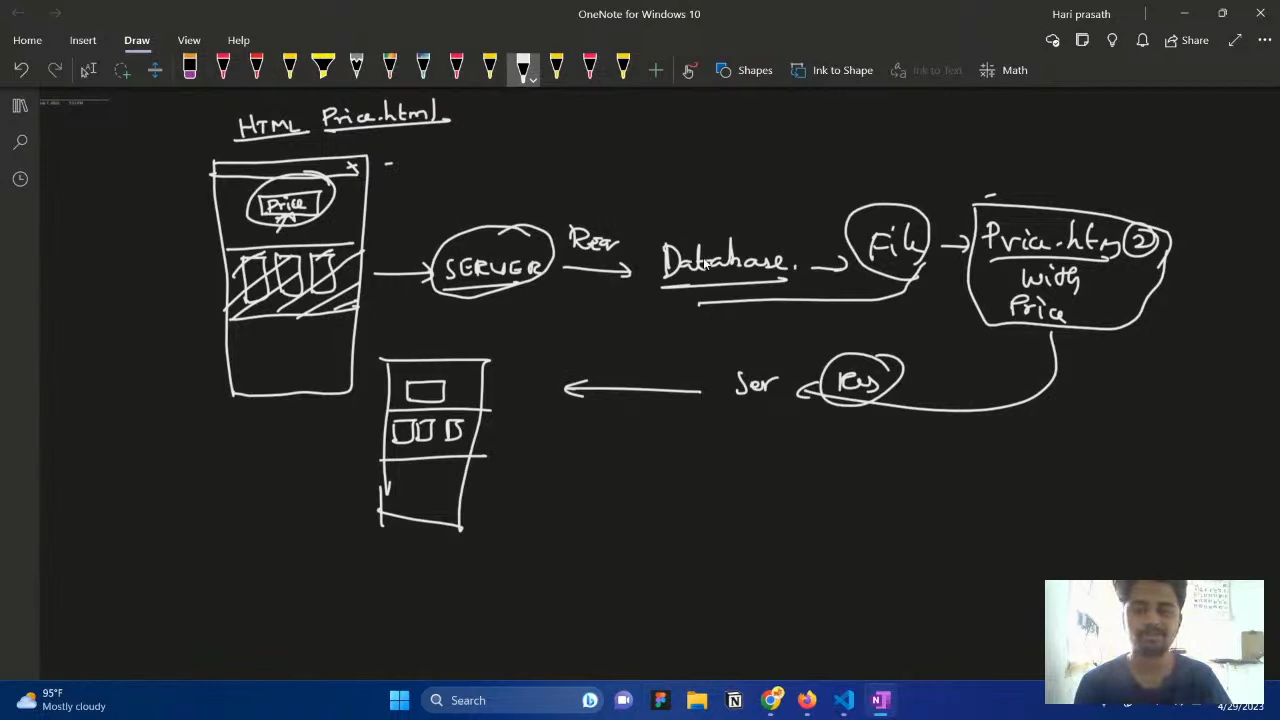 OneNote for Windows 10
Hari prasath
Home Insert Draw View Help
Share
Shapes Ink to Shape Ink to Text Math
HTML Price.html
x
Price
SERVER
Database.
File
Price.htm 2
with
Price
Ser
Res
95°F
Mostly cloudy
Search
4/29/2023